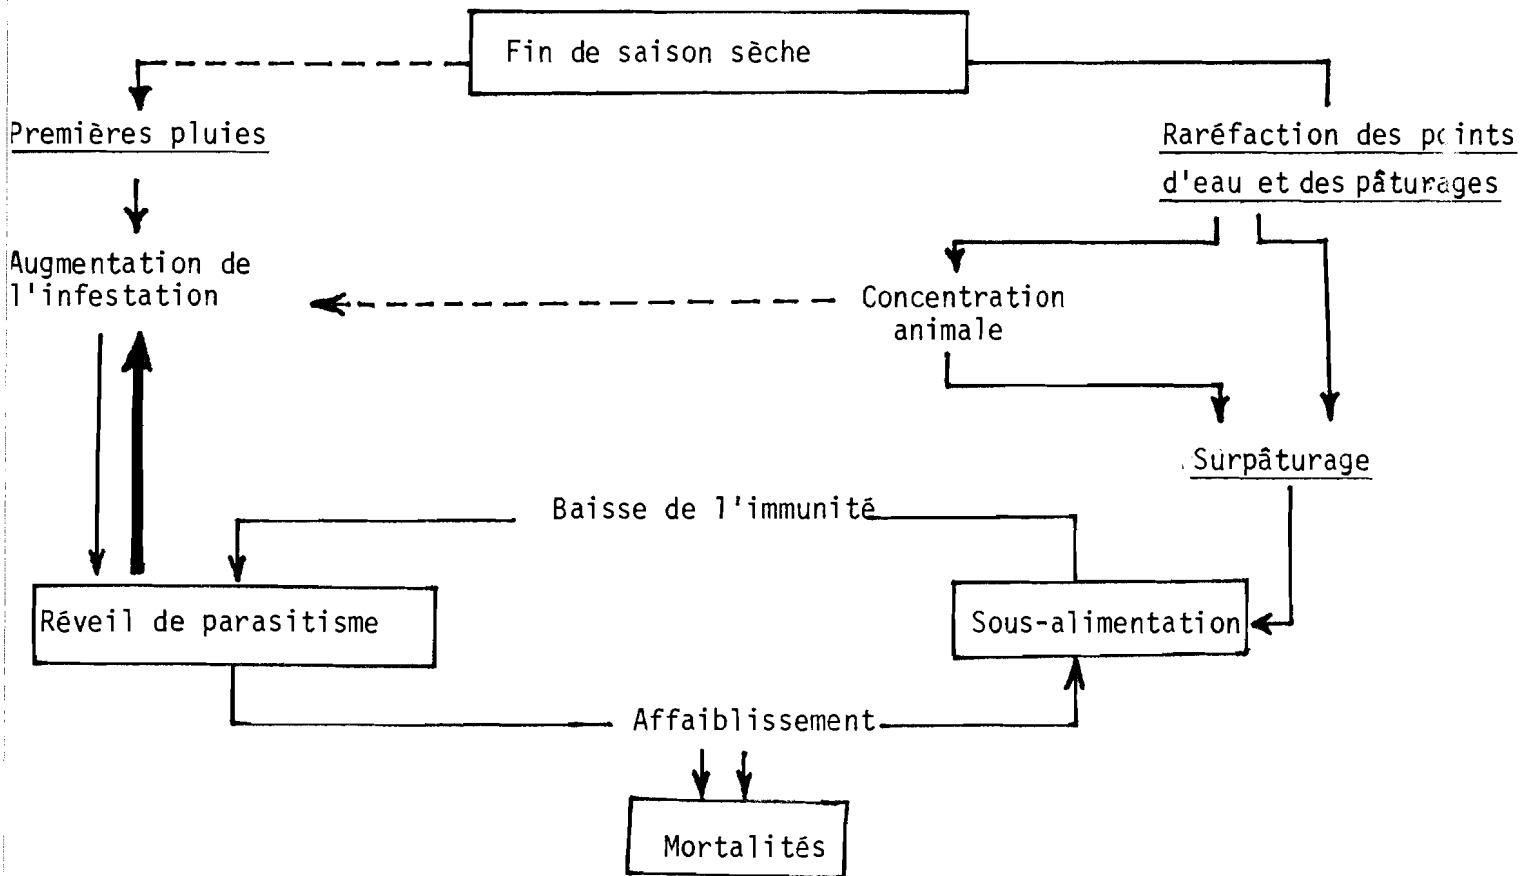 Fin de saison sèche
Premières pluies
Raréfaction des points
d'eau et des pâturages
Augmentation de
l'infestation
Concentration
animale
Surpâturage
Baisse de l'immunité
Réveil de parasitisme
Sous-alimentation
Affaiblissement
Mortalités